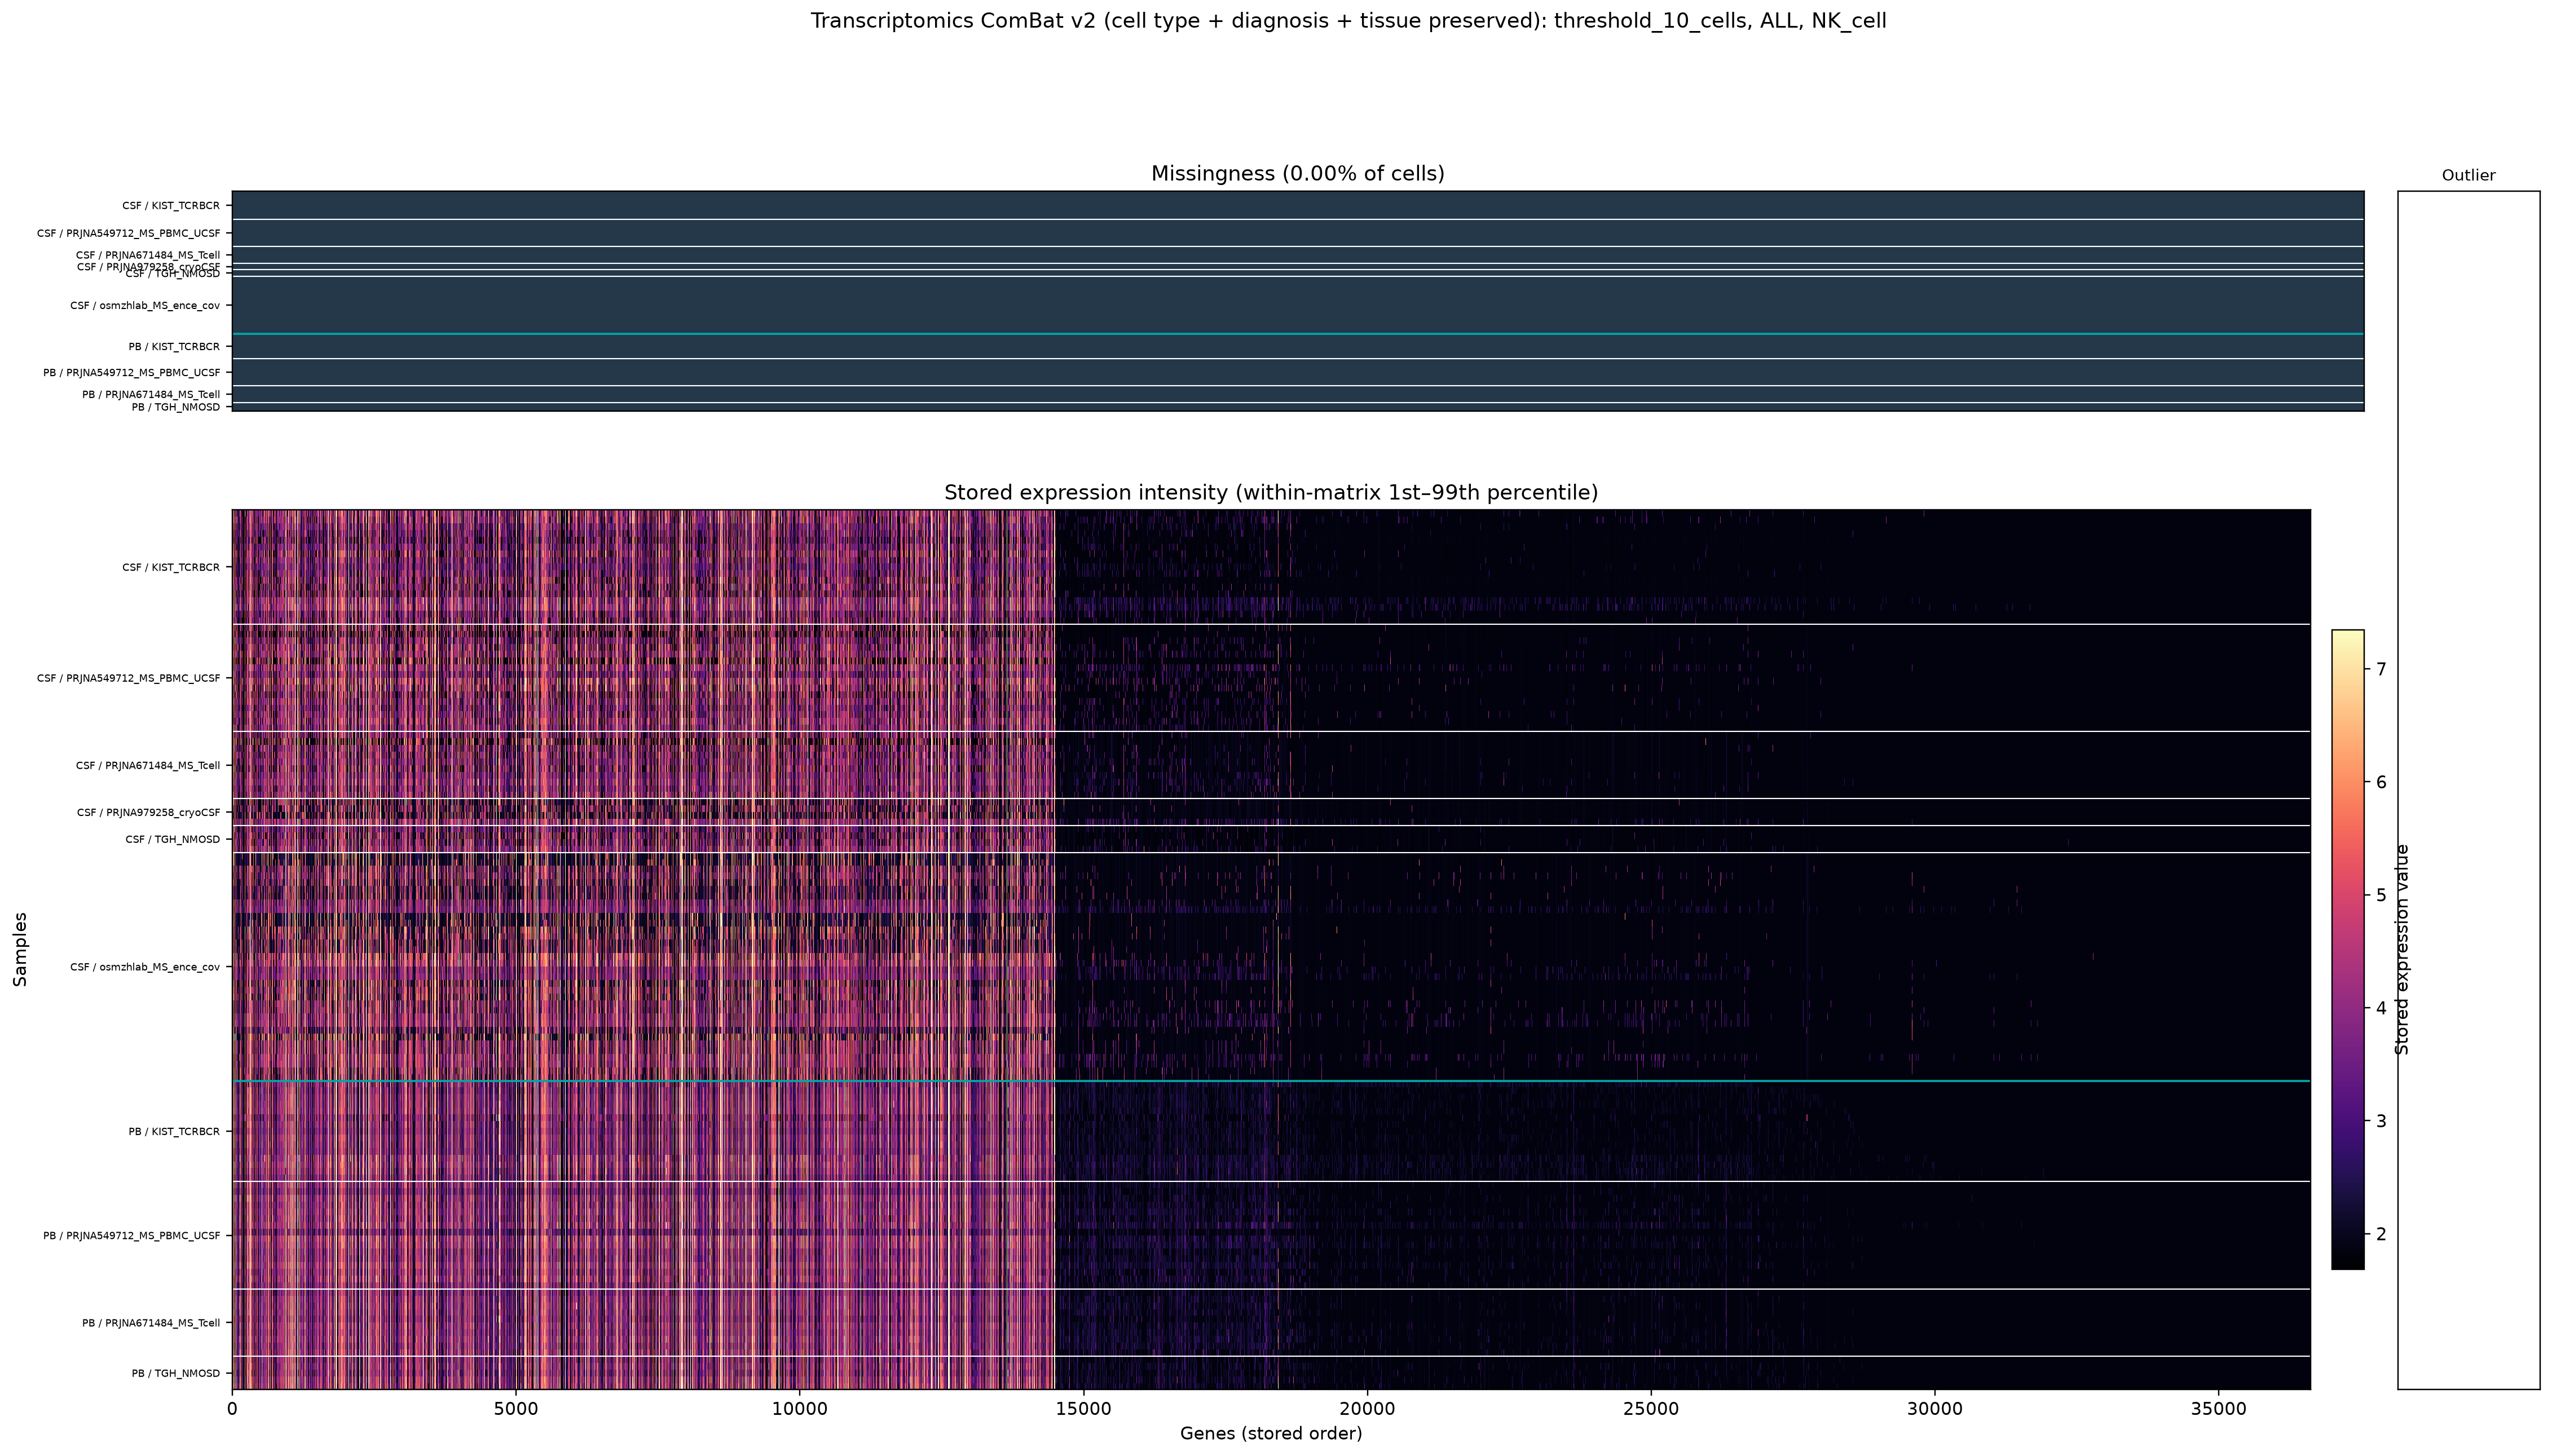 Transcriptomics ComBat v2 (cell type + diagnosis + tissue preserved): threshold_10_cells, ALL, NK_cell
Missingness (0.00% of cells)
Outlier
CSF / KIST_TCRBCR
CSF / PRJNA549712_MS_PBMC_UCSF
CSF / PRJNA671484_MS_Tcell
CSF / PRJNA979258_cryoCSF
CSF / TGH_NMOSD
CSF / osmzhlab_MS_ence_cov
PB / KIST_TCRBCR
PB / PRJNA549712_MS_PBMC_UCSF
PB / PRJNA671484_MS_Tcell
PB / TGH_NMOSD
Stored expression intensity (within-matrix 1st–99th percentile)
Samples
CSF / KIST_TCRBCR
CSF / PRJNA549712_MS_PBMC_UCSF
CSF / PRJNA671484_MS_Tcell
CSF / PRJNA979258_cryoCSF
CSF / TGH_NMOSD
CSF / osmzhlab_MS_ence_cov
PB / KIST_TCRBCR
PB / PRJNA549712_MS_PBMC_UCSF
PB / PRJNA671484_MS_Tcell
PB / TGH_NMOSD
0 5000 10000 15000 20000 25000 30000 35000
Genes (stored order)
7
6
5
4
3
2
Stored expression value